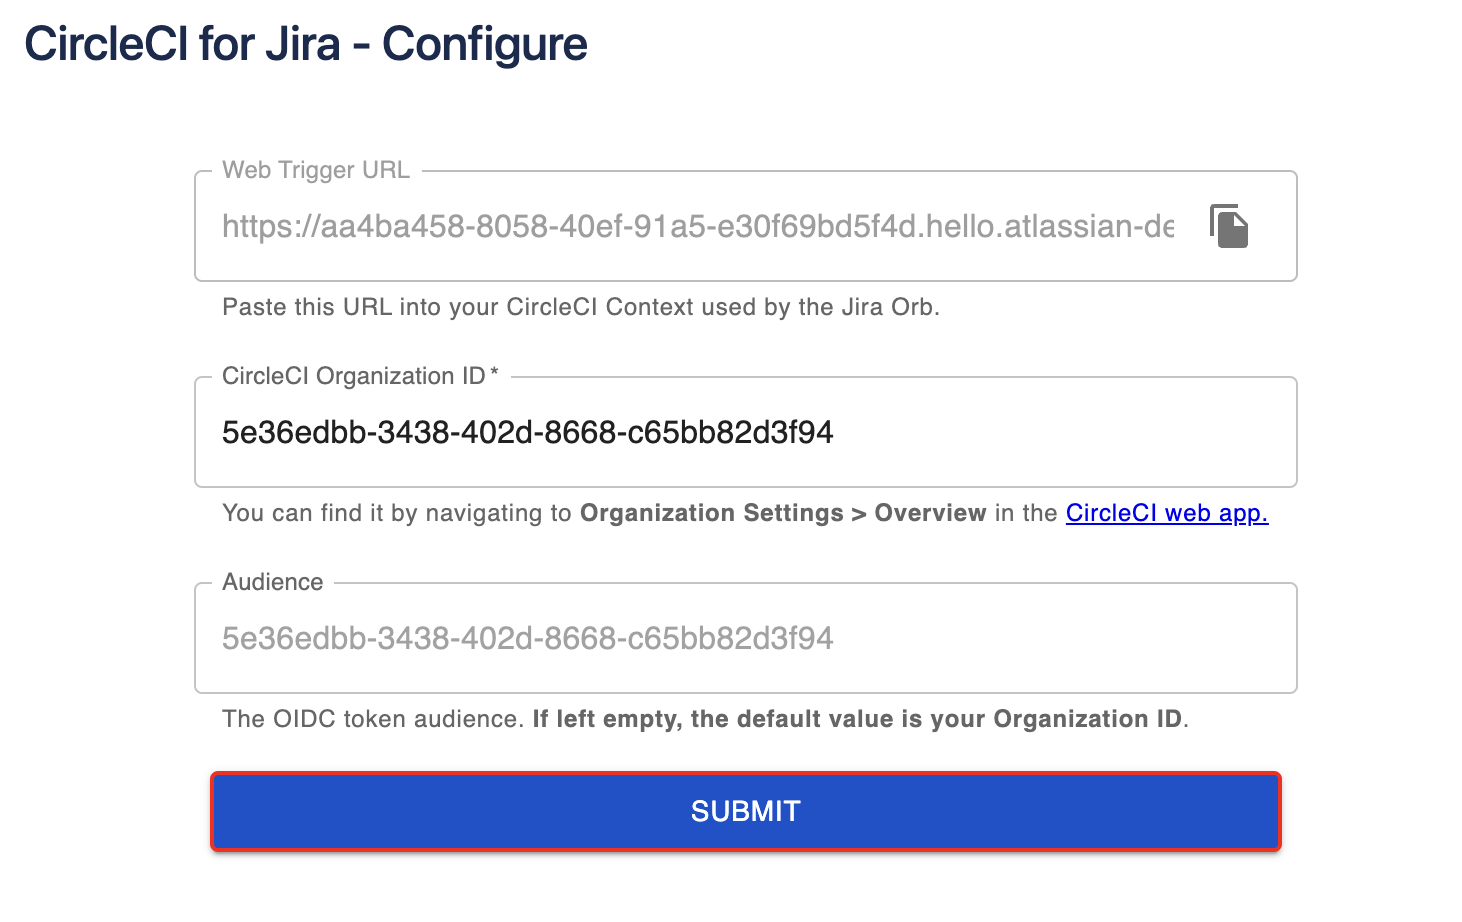 CircleCI for Jira - Configure
Web Trigger URL
https://aa4ba458-8058-40ef-91a5-e30f69bd5f4d.hello.atlassian-de
Paste this URL into your CircleCI Context used by the Jira Orb.
CircleCI Organization ID *
5e36edbb-3438-402d-8668-c65bb82d3f94
You can find it by navigating to Organization Settings > Overview in the CircleCI web app.
Audience
5e36edbb-3438-402d-8668-c65bb82d3f94
The OIDC token audience. If left empty, the default value is your Organization ID.
SUBMIT